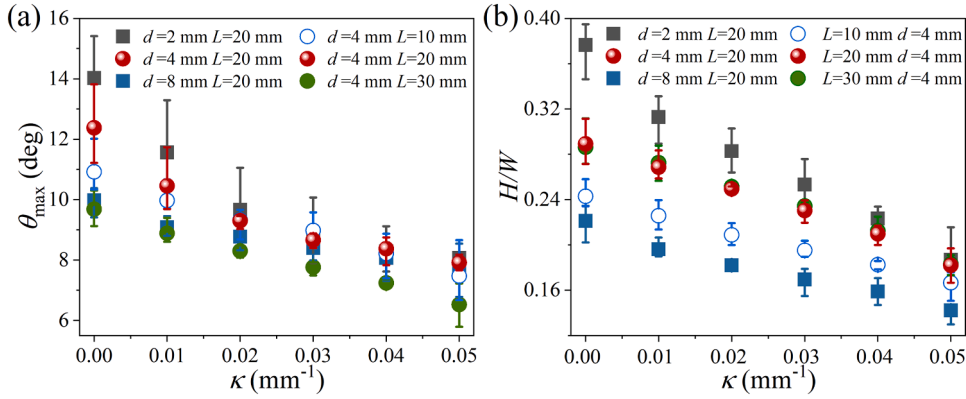 (a)
16
14
12
10
8
6
θmax (deg)
d=2 mm L=20 mm
d=4 mm L=10 mm
d=4 mm L=20 mm
d=4 mm L=20 mm
d=8 mm L=20 mm
d=4 mm L=30 mm
0.00 0.01 0.02 0.03 0.04 0.05
κ (mm⁻¹)
(b)
0.40
0.32
0.24
0.16
H/W
d=2 mm L=20 mm
L=10 mm d=4 mm
d=4 mm L=20 mm
L=20 mm d=4 mm
d=8 mm L=20 mm
L=30 mm d=4 mm
0.00 0.01 0.02 0.03 0.04 0.05
κ (mm⁻¹)